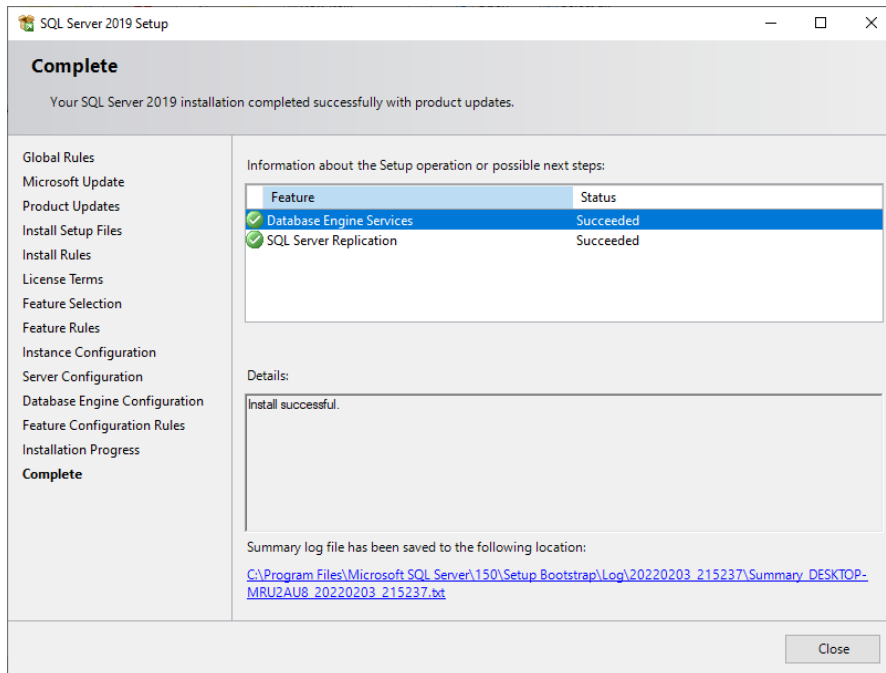 SQL Server 2019 Setup
Complete
Your SQL Server 2019 installation completed successfully with product updates.
Global Rules
Microsoft Update
Product Updates
Install Setup Files
Install Rules
License Terms
Feature Selection
Feature Rules
Instance Configuration
Server Configuration
Database Engine Configuration
Feature Configuration Rules
Installation Progress
Complete
Information about the Setup operation or possible next steps:
Feature Status
Database Engine Services Succeeded
SQL Server Replication Succeeded
Details:
Install successful.
Summary log file has been saved to the following location:
C:\Program Files\Microsoft SQL Server\150\Setup Bootstrap\Log\20220203_215237\Summary_DESKTOP-
MRU2AU8_20220203_215237.txt
Close